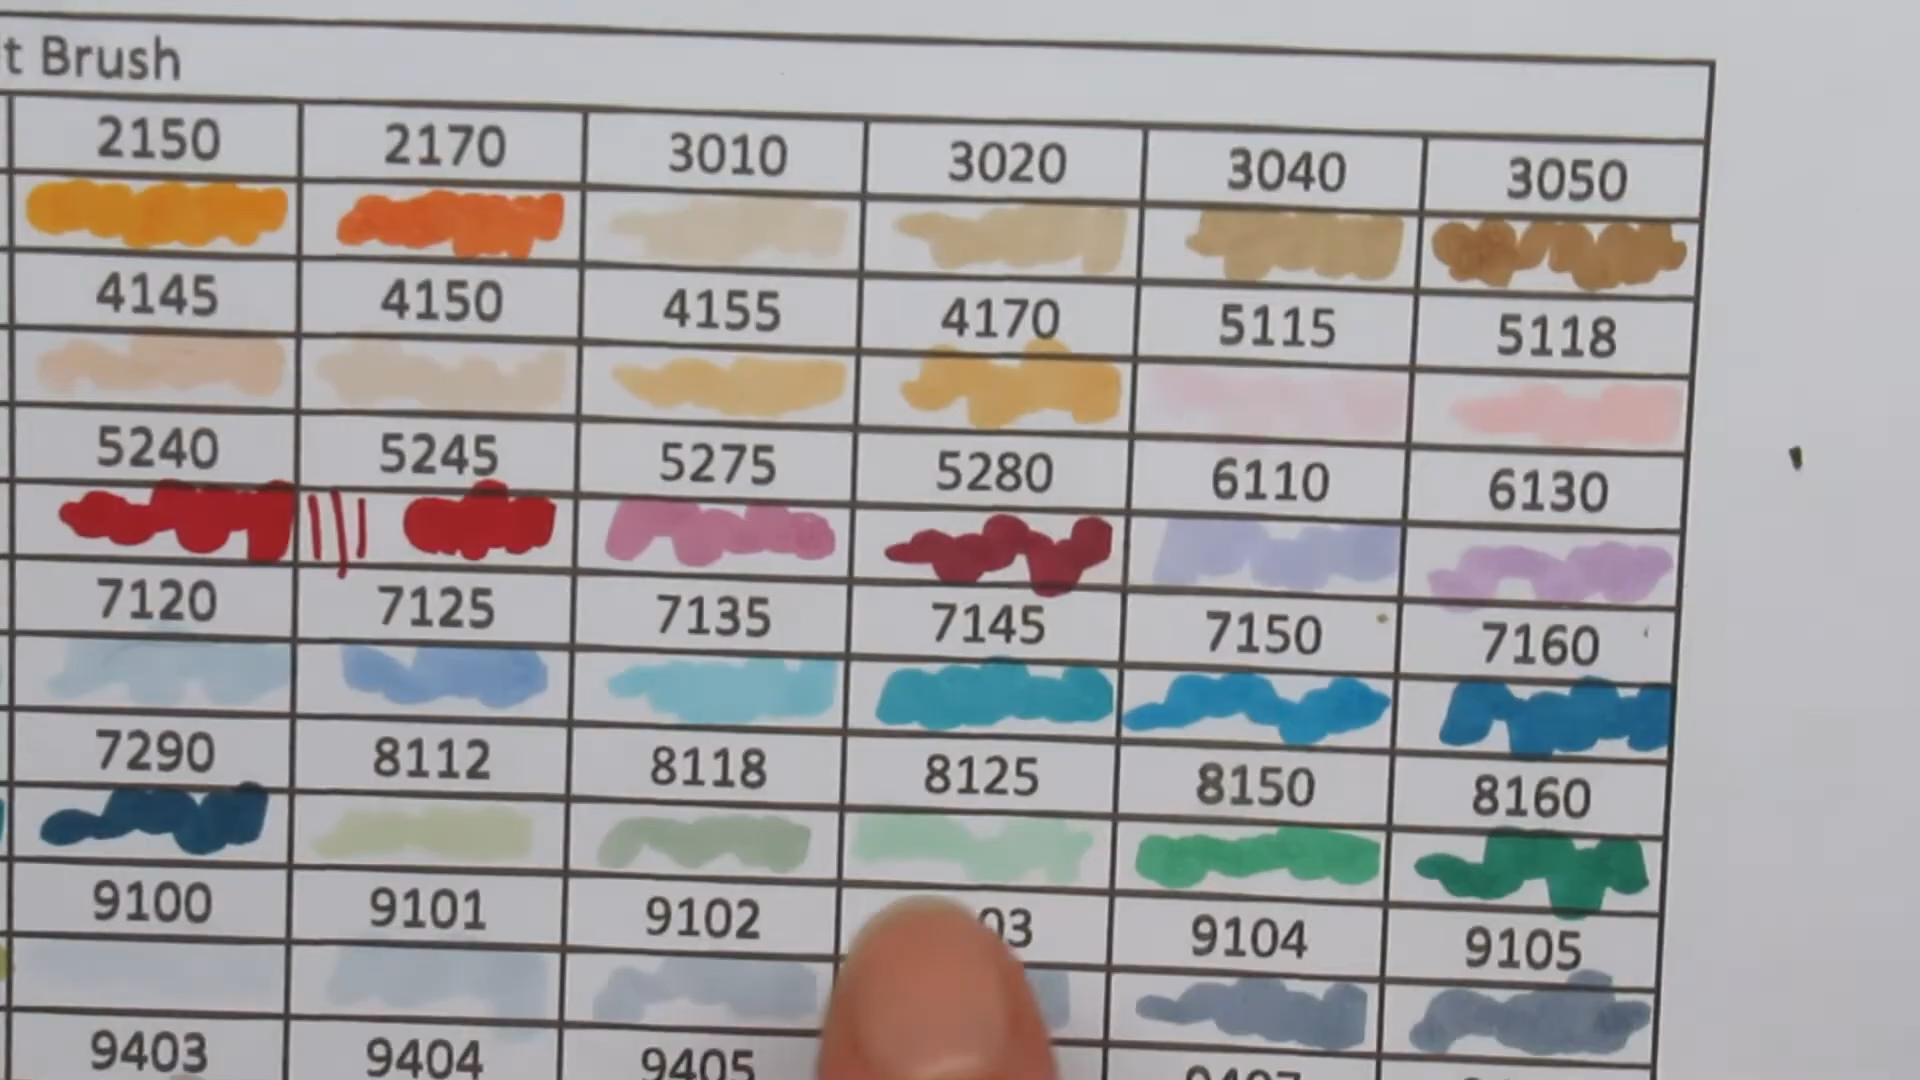 t Brush
2150 2170 3010 3020 3040 3050
4145 4150 4155 4170 5115 5118
5240 5245 5275 5280 6110 6130
7120 7125 7135 7145 7150 7160
7290 8112 8118 8125 8150 8160
9100 9101 9102 03 9104 9105
9403 9404 9405